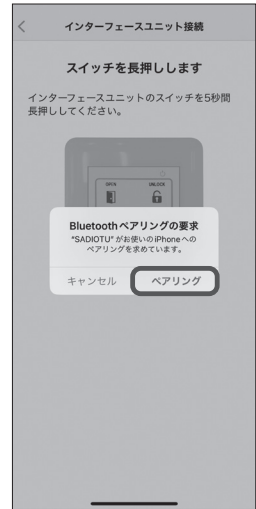 インターフェースユニット接続
スイッチを長押しします
インターフェースユニットのスイッチを5秒間
長押ししてください。
OPEN UNLOCK
Bluetoothペアリングの要求
"SADIOTU" がお使いのiPhoneへの
ペアリングを求めています。
キャンセル ペアリング